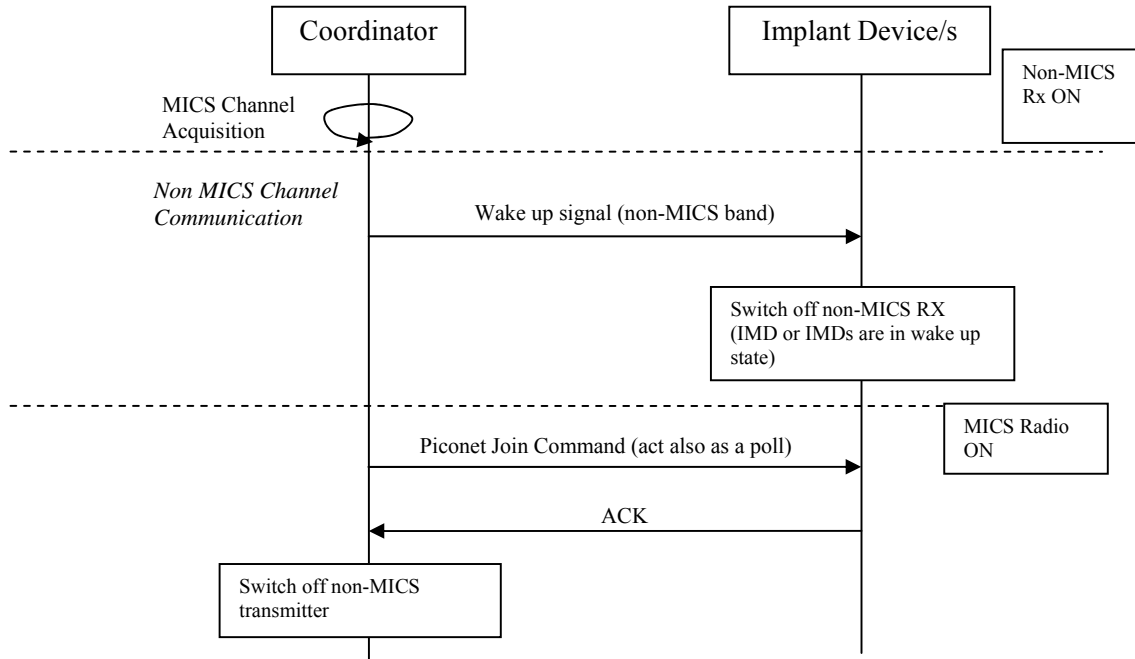 Coordinator
Implant Device/s
Non-MICS
Rx ON
MICS Channel
Acquisition
Non MICS Channel
Communication
Wake up signal (non-MICS band)
Switch off non-MICS RX
(IMD or IMDs are in wake up
state)
MICS Radio
ON
Piconet Join Command (act also as a poll)
ACK
Switch off non-MICS
transmitter